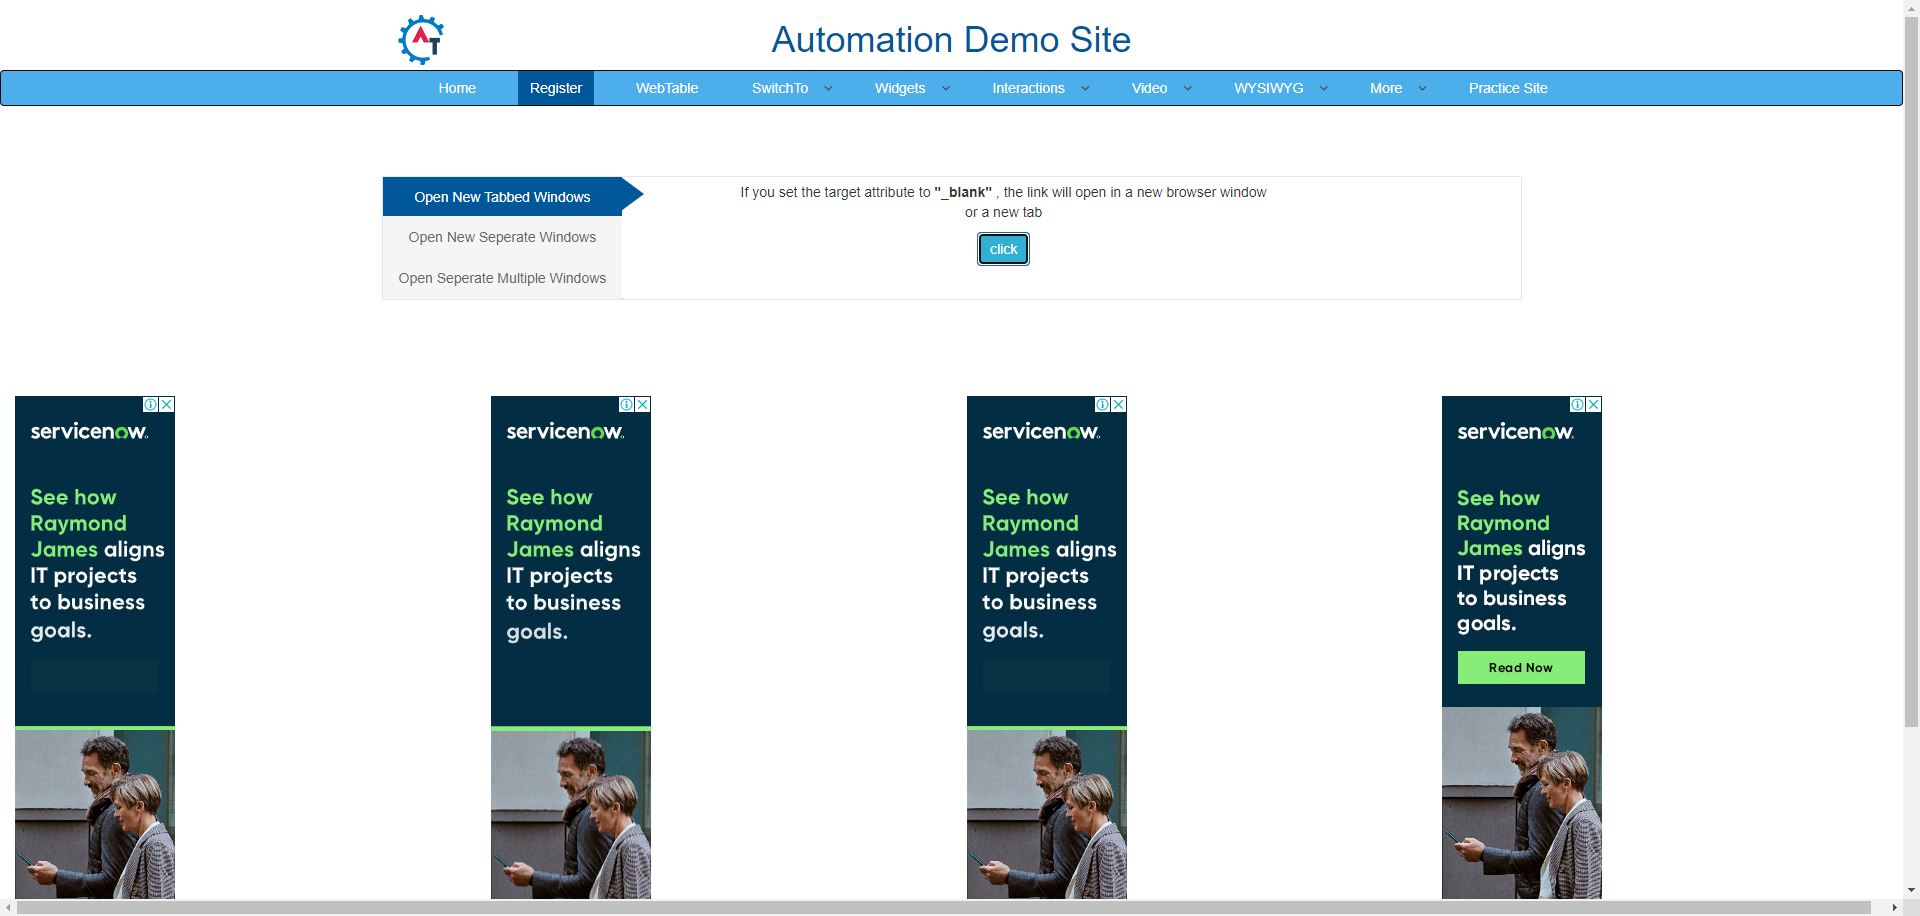 AT
Automation Demo Site
Home Register WebTable SwitchTo Widgets Interactions Video WYSIWYG More Practice Site
Open New Tabbed Windows
Open New Seperate Windows
Open Seperate Multiple Windows
If you set the target attribute to "_blank" , the link will open in a new browser window
or a new tab
click
servicenow.
See how
Raymond
James aligns
IT projects
to business
goals.
servicenow.
See how
Raymond
James aligns
IT projects
to business
goals.
servicenow.
See how
Raymond
James aligns
IT projects
to business
goals.
servicenow.
See how
Raymond
James aligns
IT projects
to business
goals.
Read Now